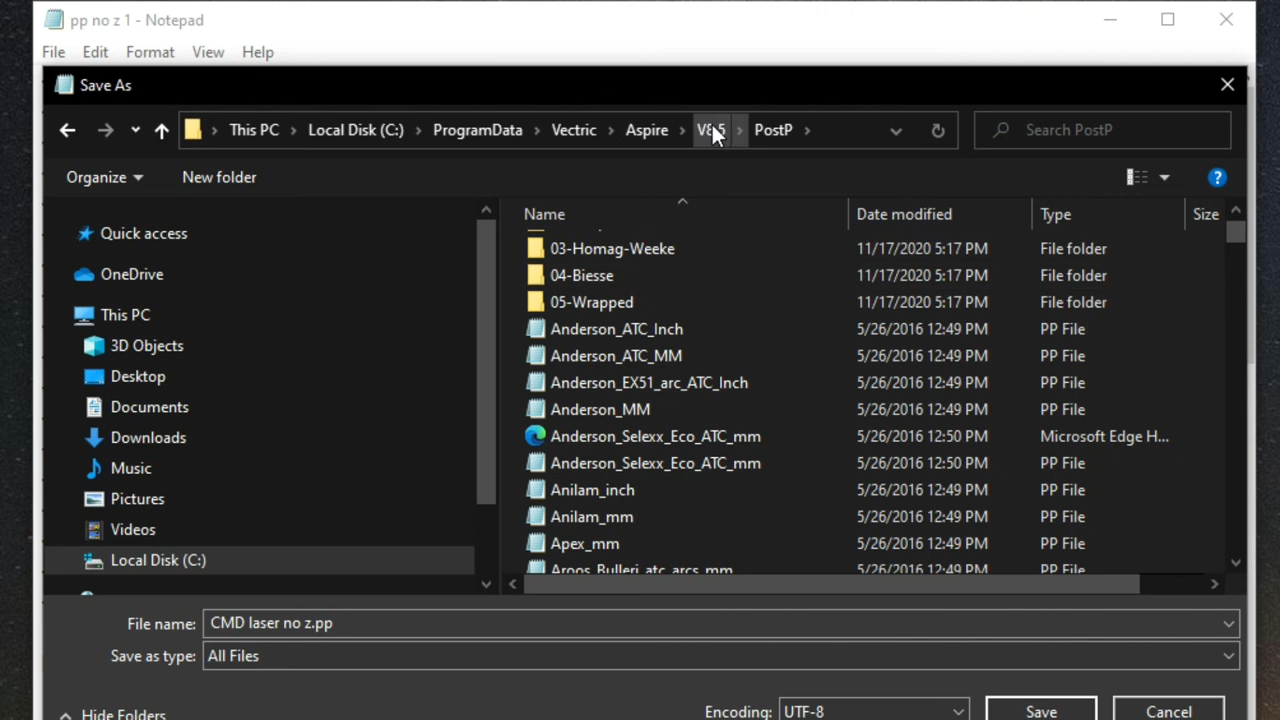 pp no z 1 - Notepad
File Edit Format View Help
Save As
This PC Local Disk (C:) ProgramData Vectric Aspire PostP
Search PostP
Organize New folder
Name Date modified Type Size
Quick access
OneDrive
This PC
3D Objects
Desktop
Documents
Downloads
Music
Pictures
Videos
Local Disk (C:)
03-Homag-Weeke 11/17/2020 5:17 PM File folder
04-Biesse 11/17/2020 5:17 PM File folder
05-Wrapped 11/17/2020 5:17 PM File folder
Anderson_ATC_Inch 5/26/2016 12:49 PM PP File
Anderson_ATC_MM 5/26/2016 12:49 PM PP File
Anderson_EX51_arc_ATC_Inch 5/26/2016 12:49 PM PP File
Anderson_MM 5/26/2016 12:49 PM PP File
Anderson_Selexx_Eco_ATC_mm 5/26/2016 12:50 PM Microsoft Edge H...
Anderson_Selexx_Eco_ATC_mm 5/26/2016 12:50 PM PP File
Anilam_inch 5/26/2016 12:49 PM PP File
Anilam_mm 5/26/2016 12:49 PM PP File
Apex_mm 5/26/2016 12:49 PM PP File
Aroos_Bulleri_atc_arcs_mm 5/26/2016 12:49 PM PP File
File name: CMD laser no z.pp
Save as type: All Files
Hide Folders
Encoding: UTF-8
Save Cancel